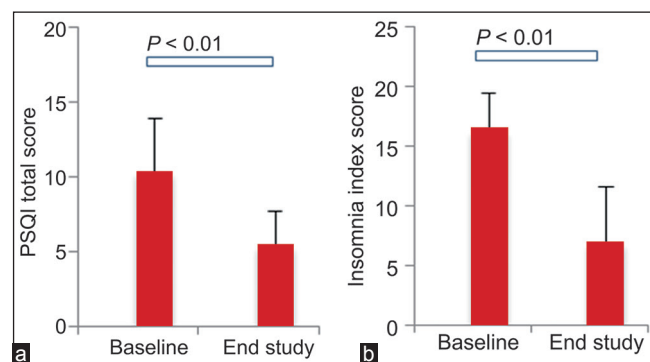 P < 0.01
20
15
10
5
0
PSQI total score
Baseline End study
a
P < 0.01
25
20
15
10
5
0
Insomnia index score
Baseline End study
b